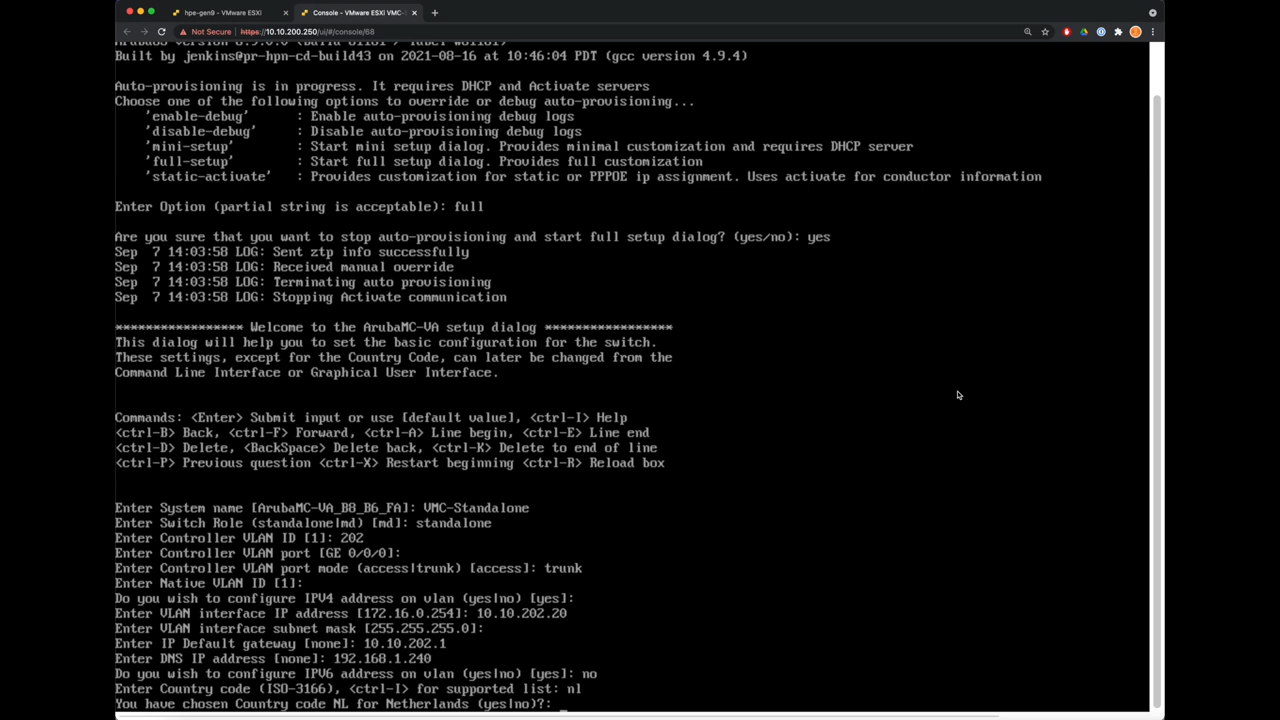 hpe-gen9 - VMware ESXi
Console - VMware ESXi VMC-
Not Secure
https://10.10.200.250/ui/#/console/68
Built by jenkins@pr-hpn-cd-build43 on 2021-08-16 at 10:46:04 PDT (gcc version 4.9.4)
Auto-provisioning is in progress. It requires DHCP and Activate servers
Choose one of the following options to override or debug auto-provisioning...
'enable-debug' : Enable auto-provisioning debug logs
'disable-debug' : Disable auto-provisioning debug logs
'mini-setup' : Start mini setup dialog. Provides minimal customization and requires DHCP server
'full-setup' : Start full setup dialog. Provides full customization
'static-activate' : Provides customization for static or PPPOE ip assignment. Uses activate for conductor information
Enter Option (partial string is acceptable): full
Are you sure that you want to stop auto-provisioning and start full setup dialog? (yes/no): yes
Sep 7 14:03:58 LOG: Sent ztp info successfully
Sep 7 14:03:58 LOG: Received manual override
Sep 7 14:03:58 LOG: Terminating auto provisioning
Sep 7 14:03:58 LOG: Stopping Activate communication
***************** Welcome to the ArubaMC-VA setup dialog *****************
This dialog will help you to set the basic configuration for the switch.
These settings, except for the Country Code, can later be changed from the
Command Line Interface or Graphical User Interface.
Commands: <Enter> Submit input or use [default value], <ctrl-I> Help
<ctrl-B> Back, <ctrl-F> Forward, <ctrl-A> Line begin, <ctrl-E> Line end
<ctrl-D> Delete, <BackSpace> Delete back, <ctrl-K> Delete to end of line
<ctrl-P> Previous question <ctrl-X> Restart beginning <ctrl-R> Reload box
Enter System name [ArubaMC-VA_B8_B6_FA]: VMC-Standalone
Enter Switch Role (standalone|md) [md]: standalone
Enter Controller VLAN ID [1]: 202
Enter Controller VLAN port [GE 0/0/0]:
Enter Controller VLAN port mode (access|trunk) [access]: trunk
Enter Native VLAN ID [1]:
Do you wish to configure IPV4 address on vlan (yes|no) [yes]:
Enter VLAN interface IP address [172.16.0.254]: 10.10.202.20
Enter VLAN interface subnet mask [255.255.255.0]:
Enter IP Default gateway [none]: 10.10.202.1
Enter DNS IP address [none]: 192.168.1.240
Do you wish to configure IPV6 address on vlan (yes|no) [yes]: no
Enter Country code (ISO-3166), <ctrl-I> for supported list: nl
You have chosen Country code NL for Netherlands (yes|no)?: _